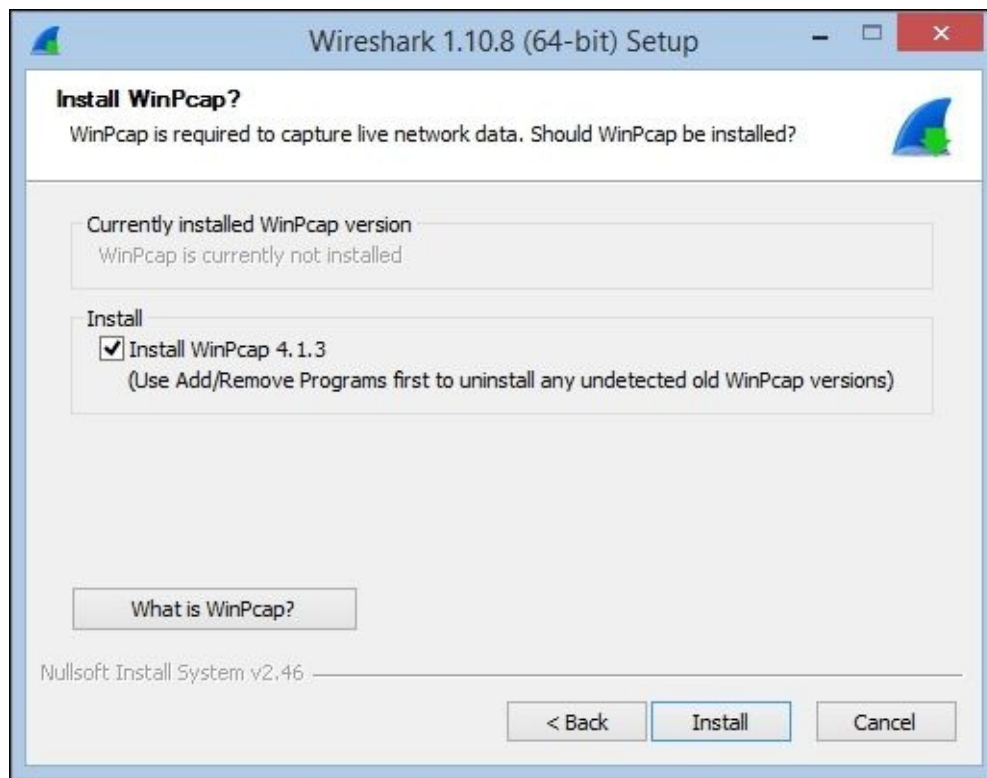 Wireshark 1.10.8 (64-bit) Setup
Install WinPcap?
WinPcap is required to capture live network data. Should WinPcap be installed?
Currently installed WinPcap version
WinPcap is currently not installed
Install
Install WinPcap 4.1.3
(Use Add/Remove Programs first to uninstall any undetected old WinPcap versions)
What is WinPcap?
Nullsoft Install System v2.46
< Back Install Cancel